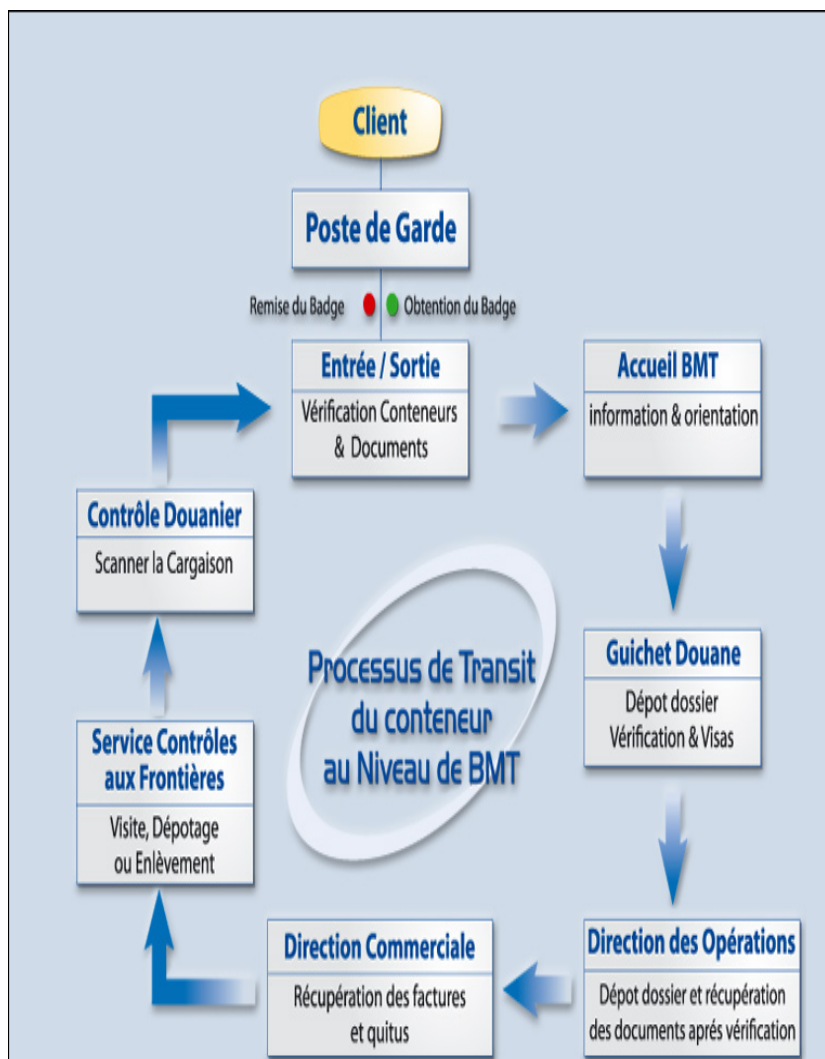 Client
Poste de Garde
Remise du Badge
Obtention du Badge
Entrée / Sortie
Vérification Conteneurs
& Documents
Accueil BMT
information & orientation
Contrôle Douanier
Scanner la Cargaison
Processus de Transit
du conteneur
au Niveau de BMT
Guichet Douane
Dépot dossier
Vérification & Visas
Service Contrôles
aux Frontières
Visite, Dépotage
ou Enlèvement
Direction Commerciale
Récupération des factures
et quitus
Direction des Opérations
Dépot dossier et récupération
des documents aprés vérification